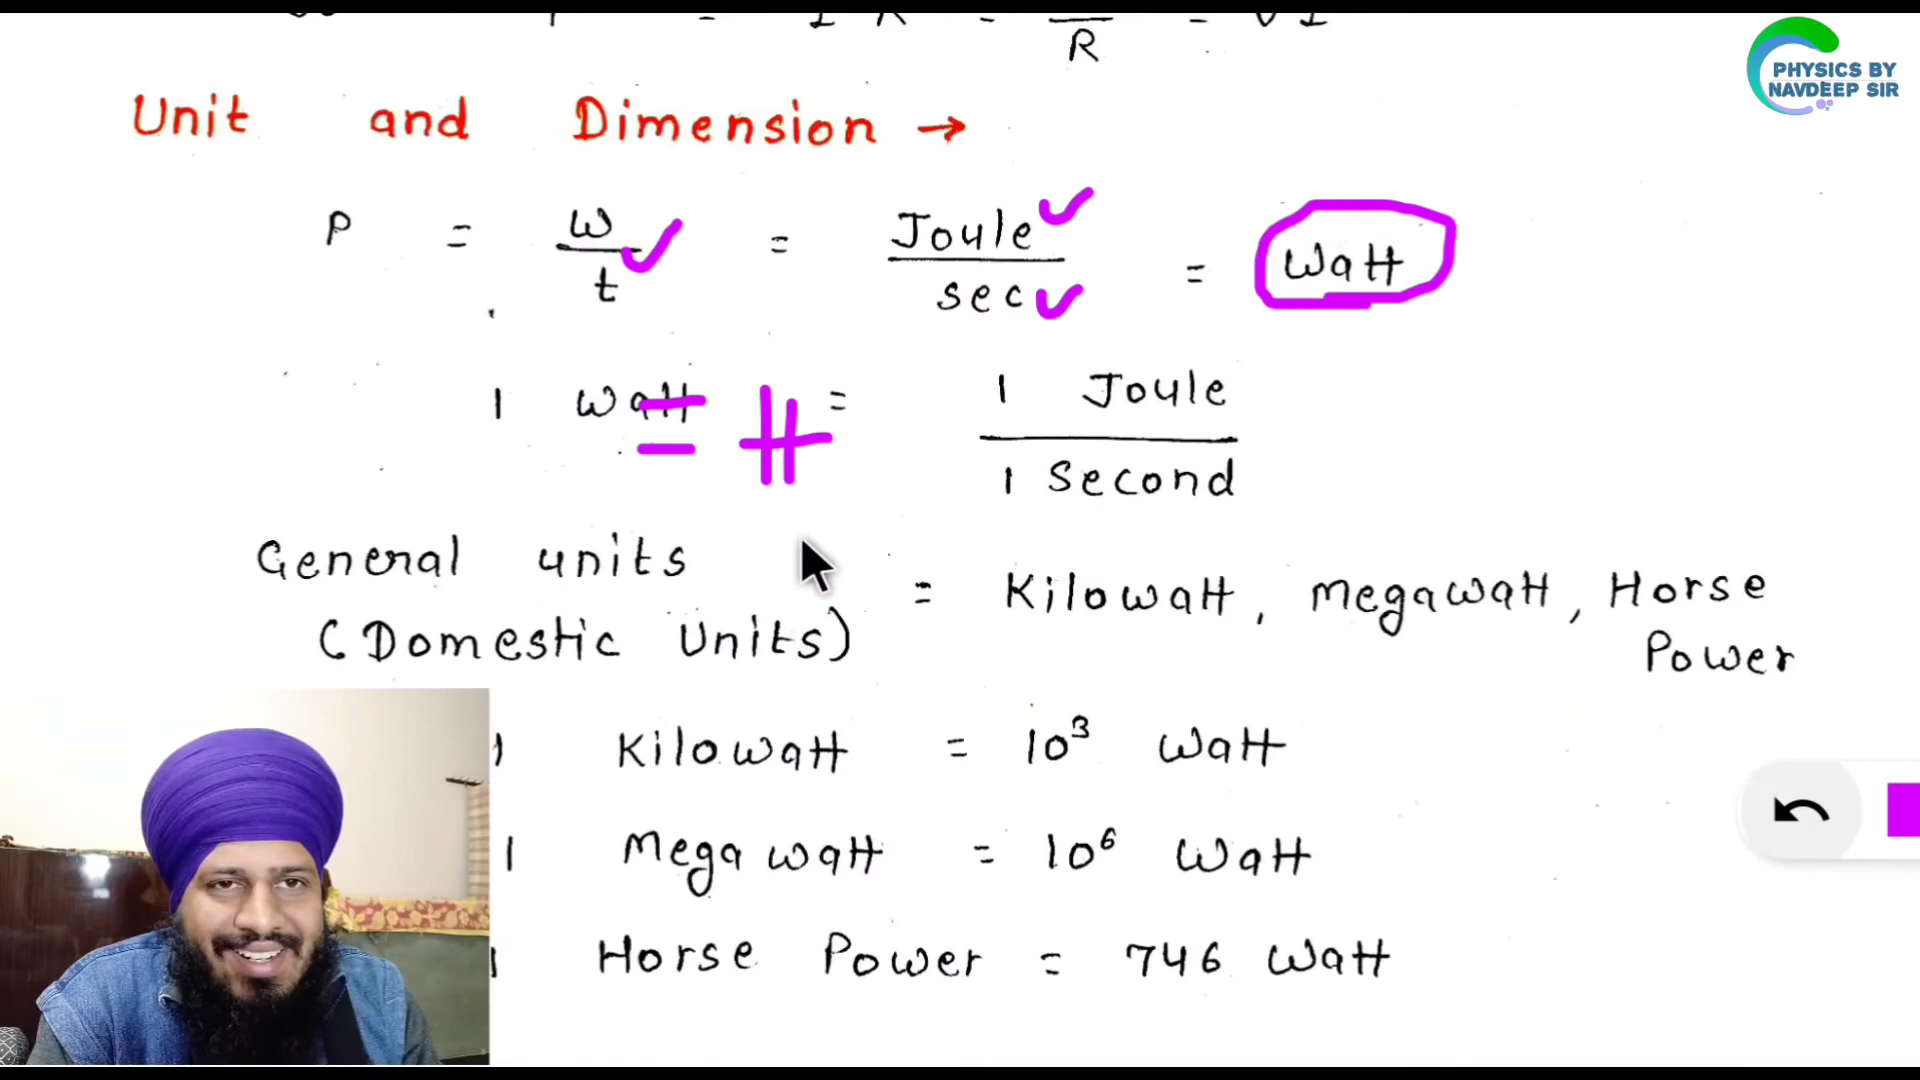 R
PHYSICS BY
NAVDEEP SIR
Unit and Dimension →
P = W/t = Joule/sec = Watt
1 Watt = 1 Joule/1 Second
General units
(Domestic Units) = Kilowatt, Megawatt, Horse
Power
1 Kilowatt = 10³ Watt
1 Megawatt = 10⁶ Watt
1 Horse Power = 746 Watt